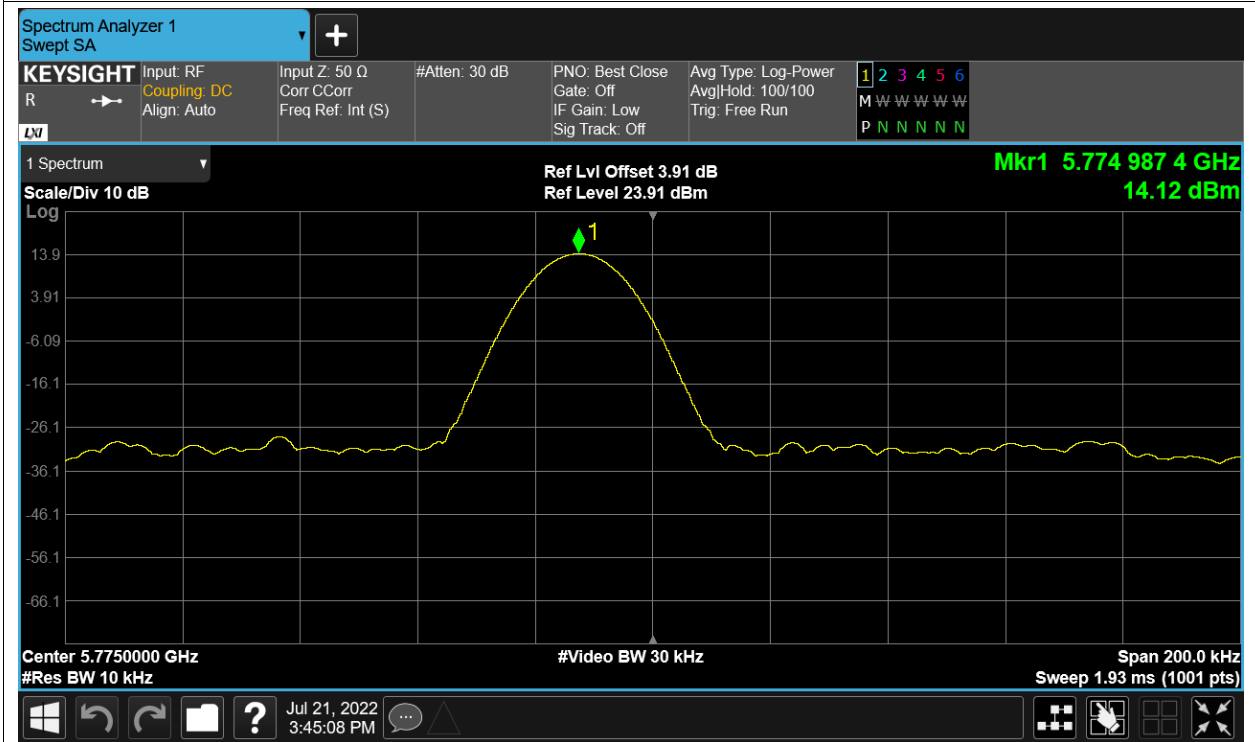 Spectrum Analyzer 1
Swept SA
+
KEYSIGHT
R
LXI
Input: RF
Coupling: DC
Align: Auto
Input Z: 50 Ω
Corr CCorr
Freq Ref: Int (S)
#Atten: 30 dB
PNO: Best Close
Gate: Off
IF Gain: Low
Sig Track: Off
Avg Type: Log-Power
Avg|Hold: 100/100
Trig: Free Run
1 2 3 4 5 6
M W W W W W
P N N N N N
1 Spectrum
Scale/Div 10 dB
Log
Ref Lvl Offset 3.91 dB
Ref Level 23.91 dBm
Mkr1 5.774 987 4 GHz
14.12 dBm
1
13.9
3.91
-6.09
-16.1
-26.1
-36.1
-46.1
-56.1
-66.1
Center 5.7750000 GHz
#Res BW 10 kHz
#Video BW 30 kHz
Span 200.0 kHz
Sweep 1.93 ms (1001 pts)
?
Jul 21, 2022
3:45:08 PM